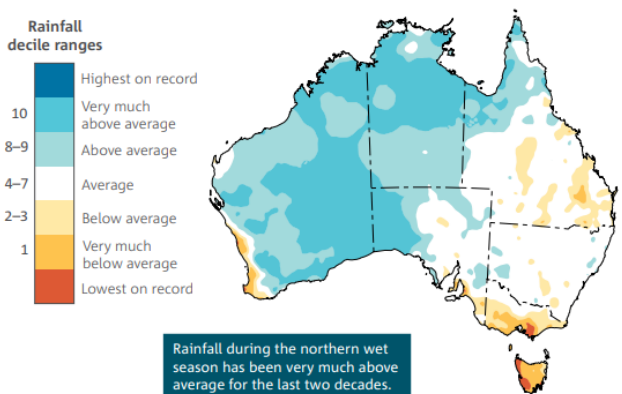 Rainfall
decile ranges
Highest on record
10
Very much
above average
8–9
Above average
4–7
Average
2–3
Below average
1
Very much
below average
Lowest on record
Rainfall during the northern wet
season has been very much above
average for the last two decades.